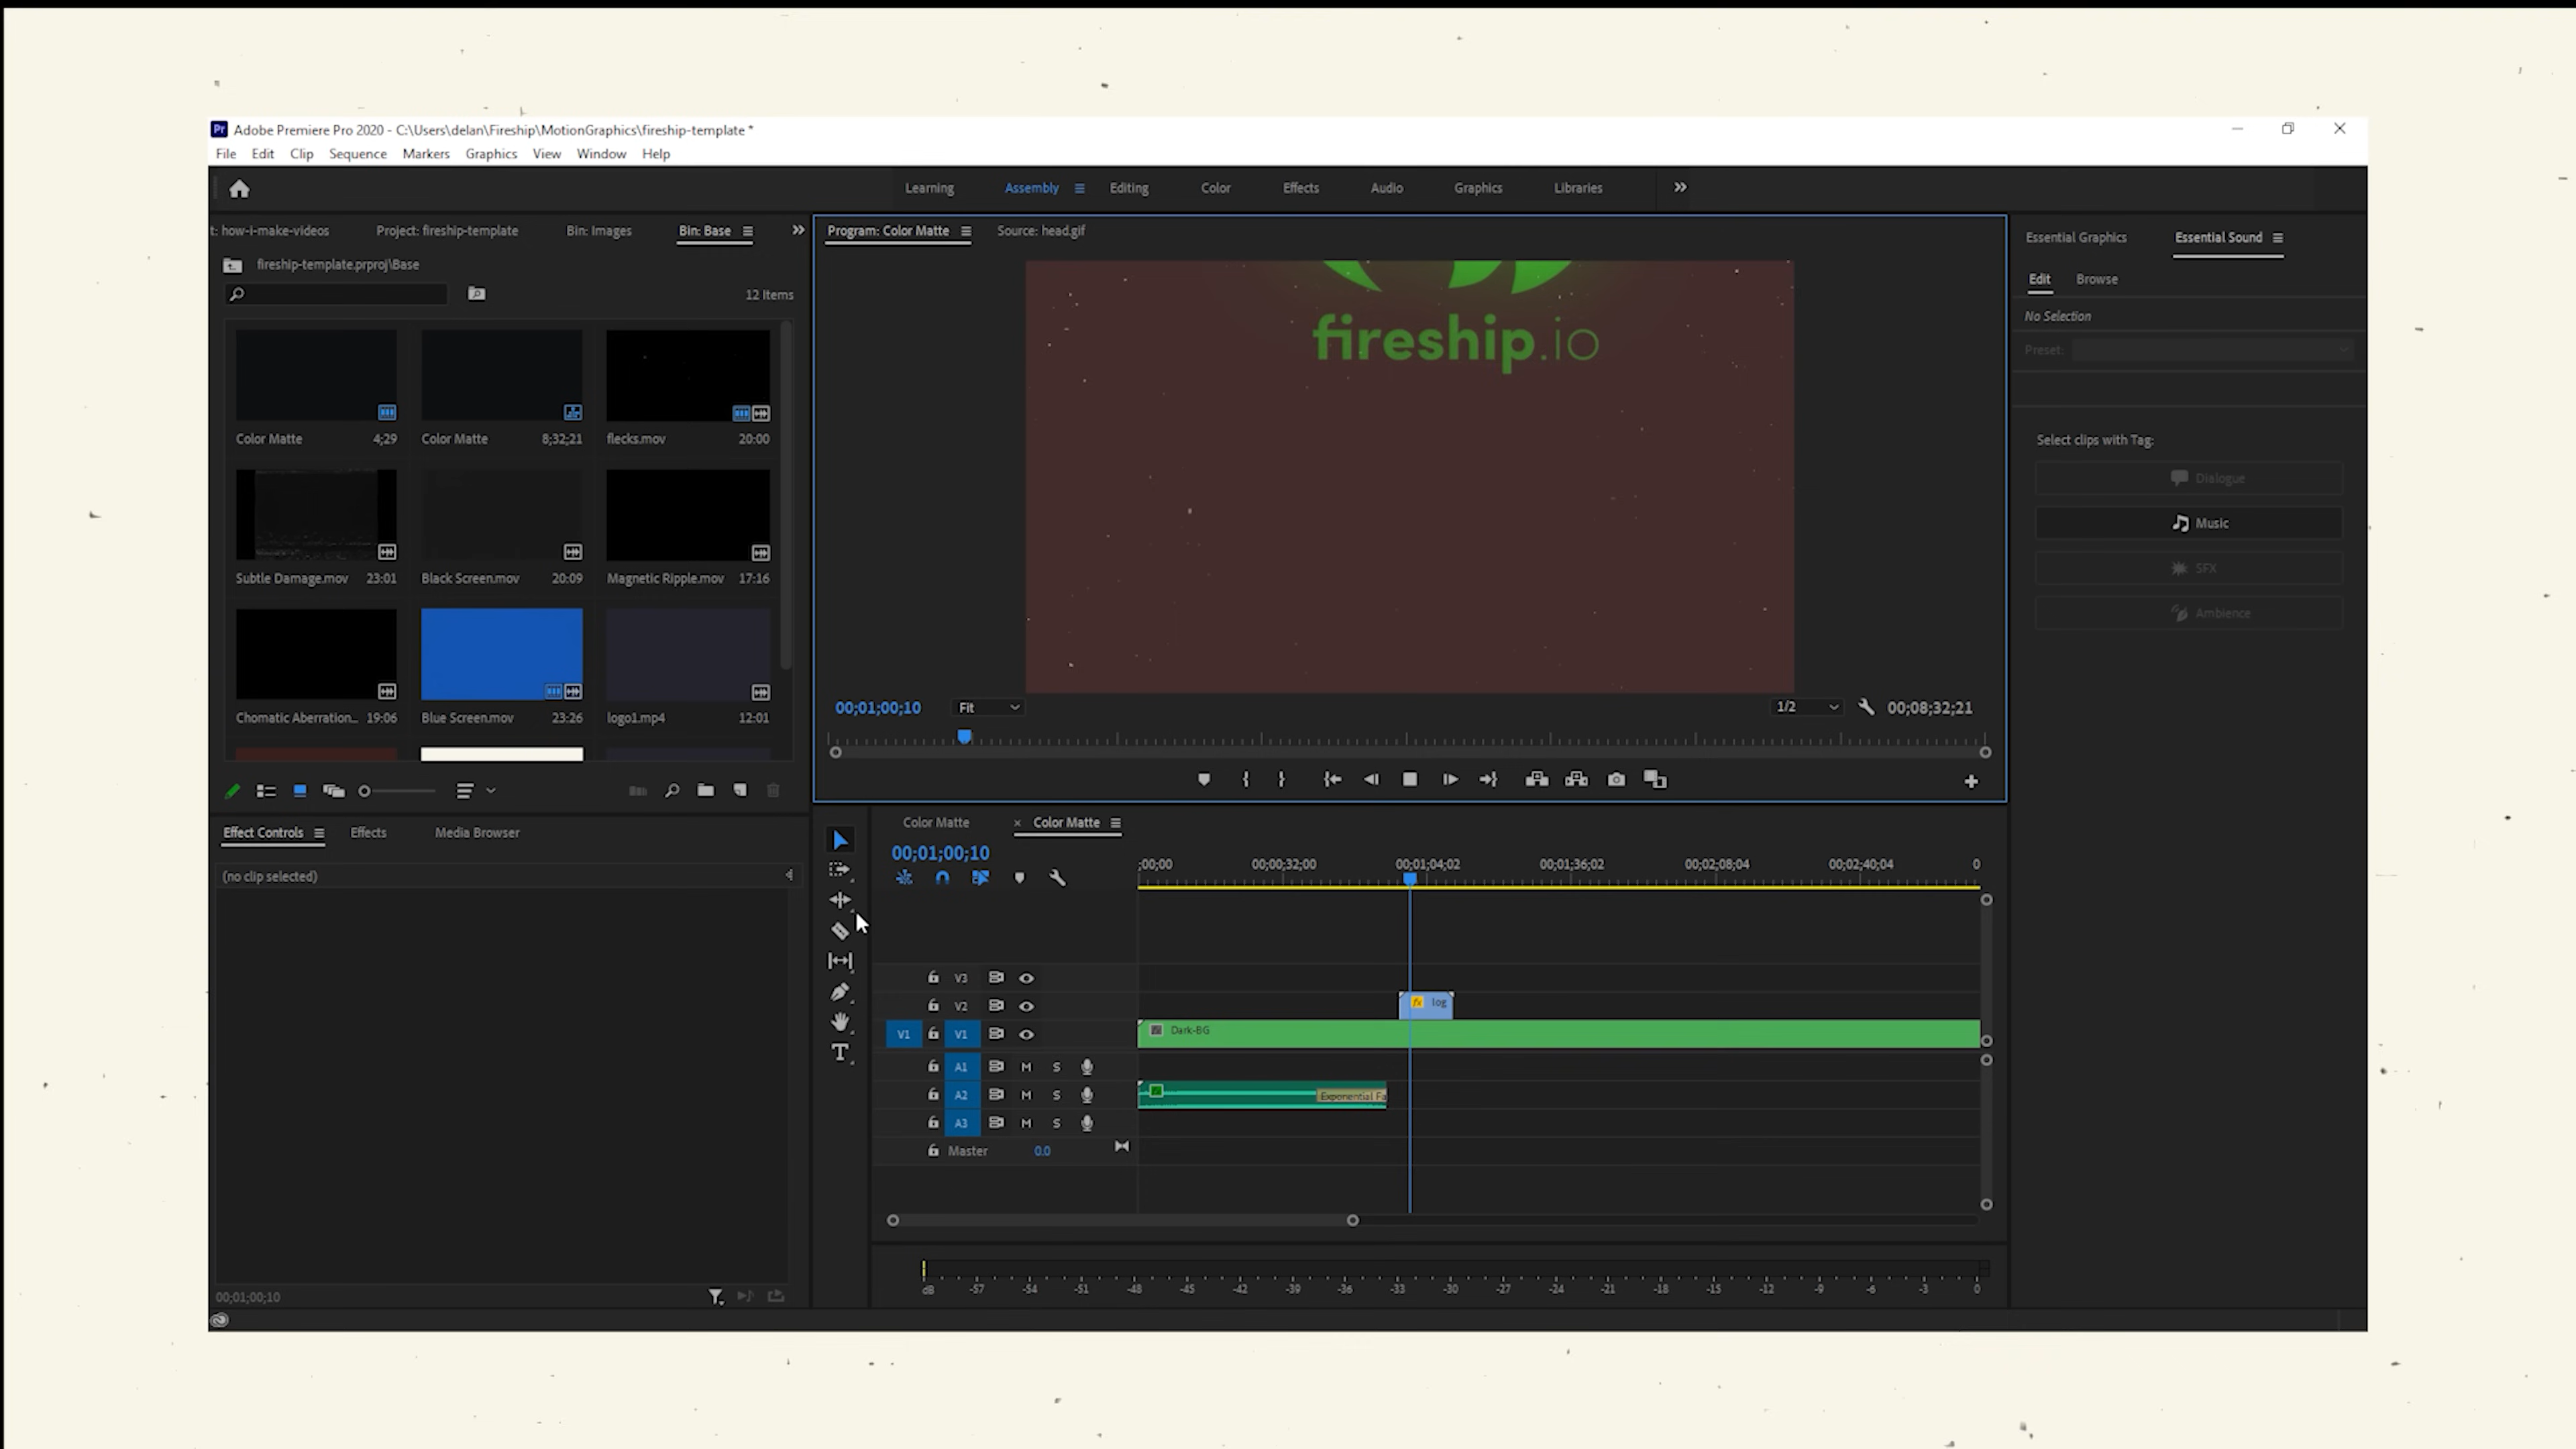 Adobe Premiere Pro 2020 - C:\Users\delan\Fireship\MotionGraphics\fireship-template *
File Edit Clip Sequence Markers Graphics View Window Help
Learning Assembly Editing Color Effects Audio Graphics Libraries
t: how-i-make-videos Project: fireship-template Bin: Images Bin: Base
fireship-template.prproj\Base
12 Items
Color Matte 4;29 Color Matte 8;32;21 flecks.mov 20:00
Subtle Damage.mov 23:01 Black Screen.mov 20:09 Magnetic Ripple.mov 17:16
Chomatic Aberration... 19:06 Blue Screen.mov 23:26 logo1.mp4 12:01
Program: Color Matte Source: head.gif
fireship.io
00;01;00;10 Fit 1/2 00;08;32;21
Essential Graphics Essential Sound
Edit Browse
No Selection
Preset:
Select clips with Tag:
Dialogue
Music
SFX
Ambience
Effect Controls Effects Media Browser
(no clip selected)
00;01;00;10
Color Matte × Color Matte
00;01;00;10
;00;00 00;00;32;00 00;01;04;02 00;01;36;02 00;02;08;04 00;02;40;04 0
V3
V2 fx log
V1 V1 Dark-BG
A1 M S
A2 M S Exponential Fa
A3 M S
Master 0.0
dB -57 -54 -51 -48 -45 -42 -39 -36 -33 -30 -27 -24 -21 -18 -15 -12 -9 -6 -3 0